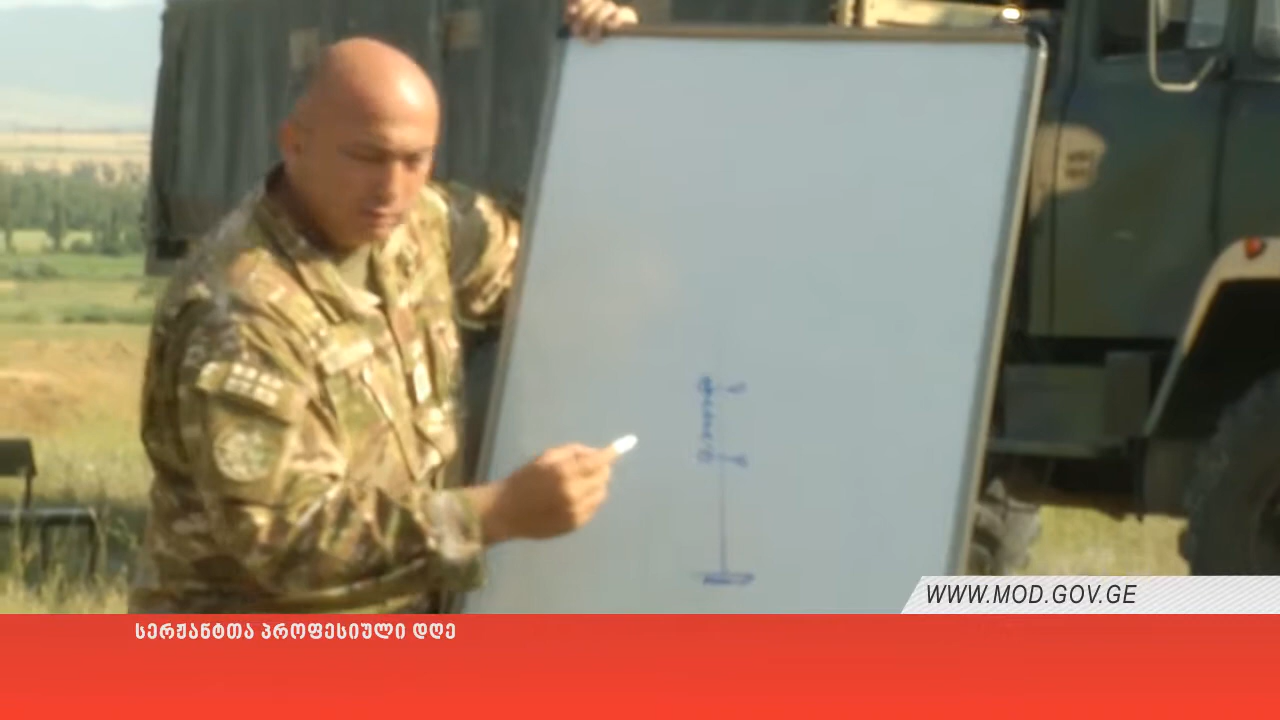 WWW.MOD.GOV.GE
ᲡᲔᲠᲟᲐᲜᲢᲗᲐ ᲞᲠᲝᲤᲔᲡᲘᲣᲚᲘ ᲓᲦᲔ